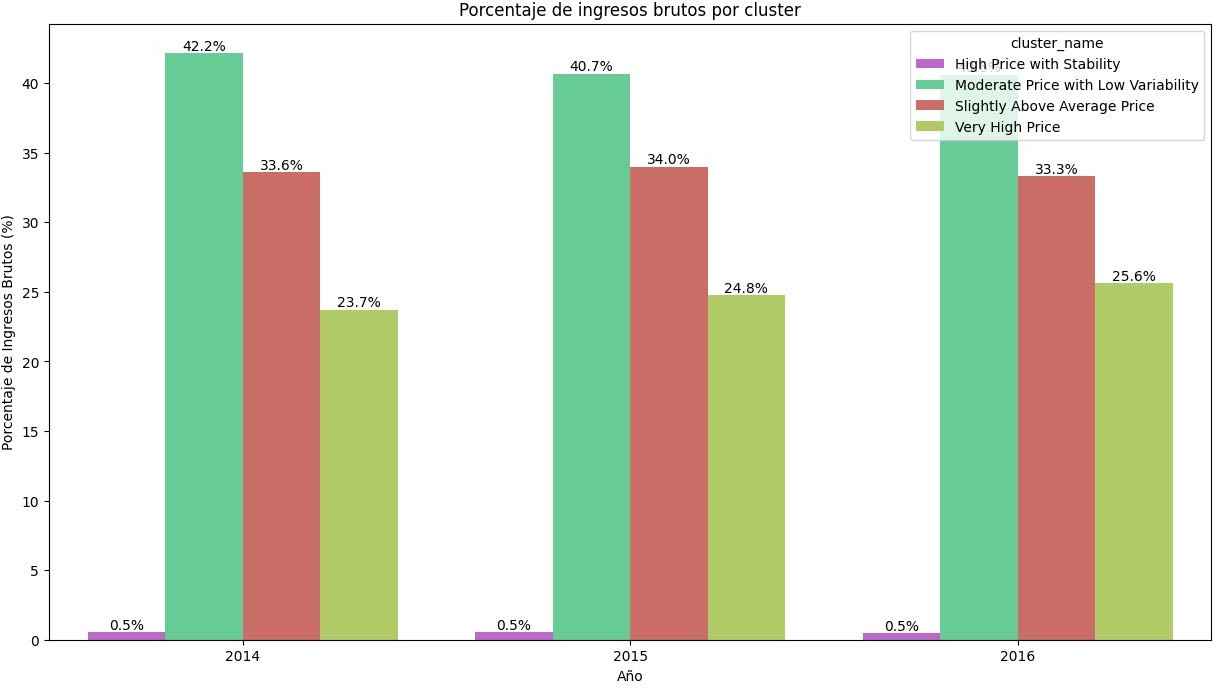 Porcentaje de ingresos brutos por cluster
cluster_name
High Price with Stability
Moderate Price with Low Variability
Slightly Above Average Price
Very High Price
Porcentaje de Ingresos Brutos (%)
40
35
30
25
20
15
10
5
0
42.2%
40.7%
33.6%
34.0%
33.3%
23.7%
24.8%
25.6%
0.5%
0.5%
0.5%
2014
2015
2016
Año